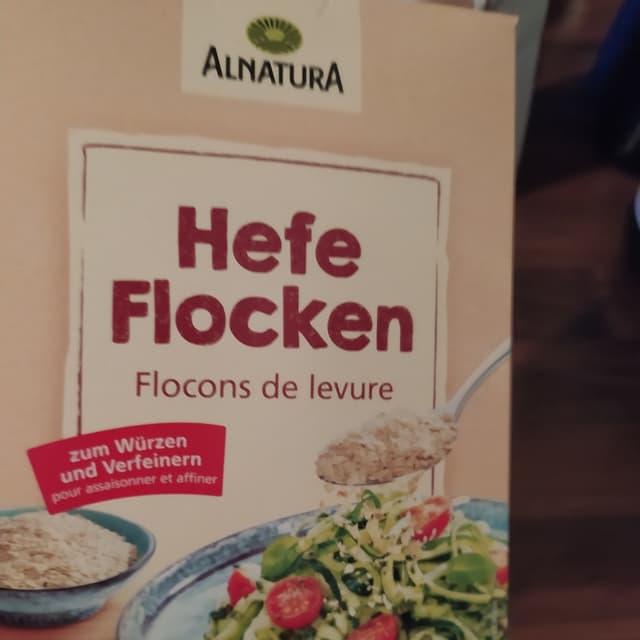 ALNATURA
Hefe
Flocken
Flocons de levure
zum Würzen
und Verfeinern
pour assaisonner et affiner